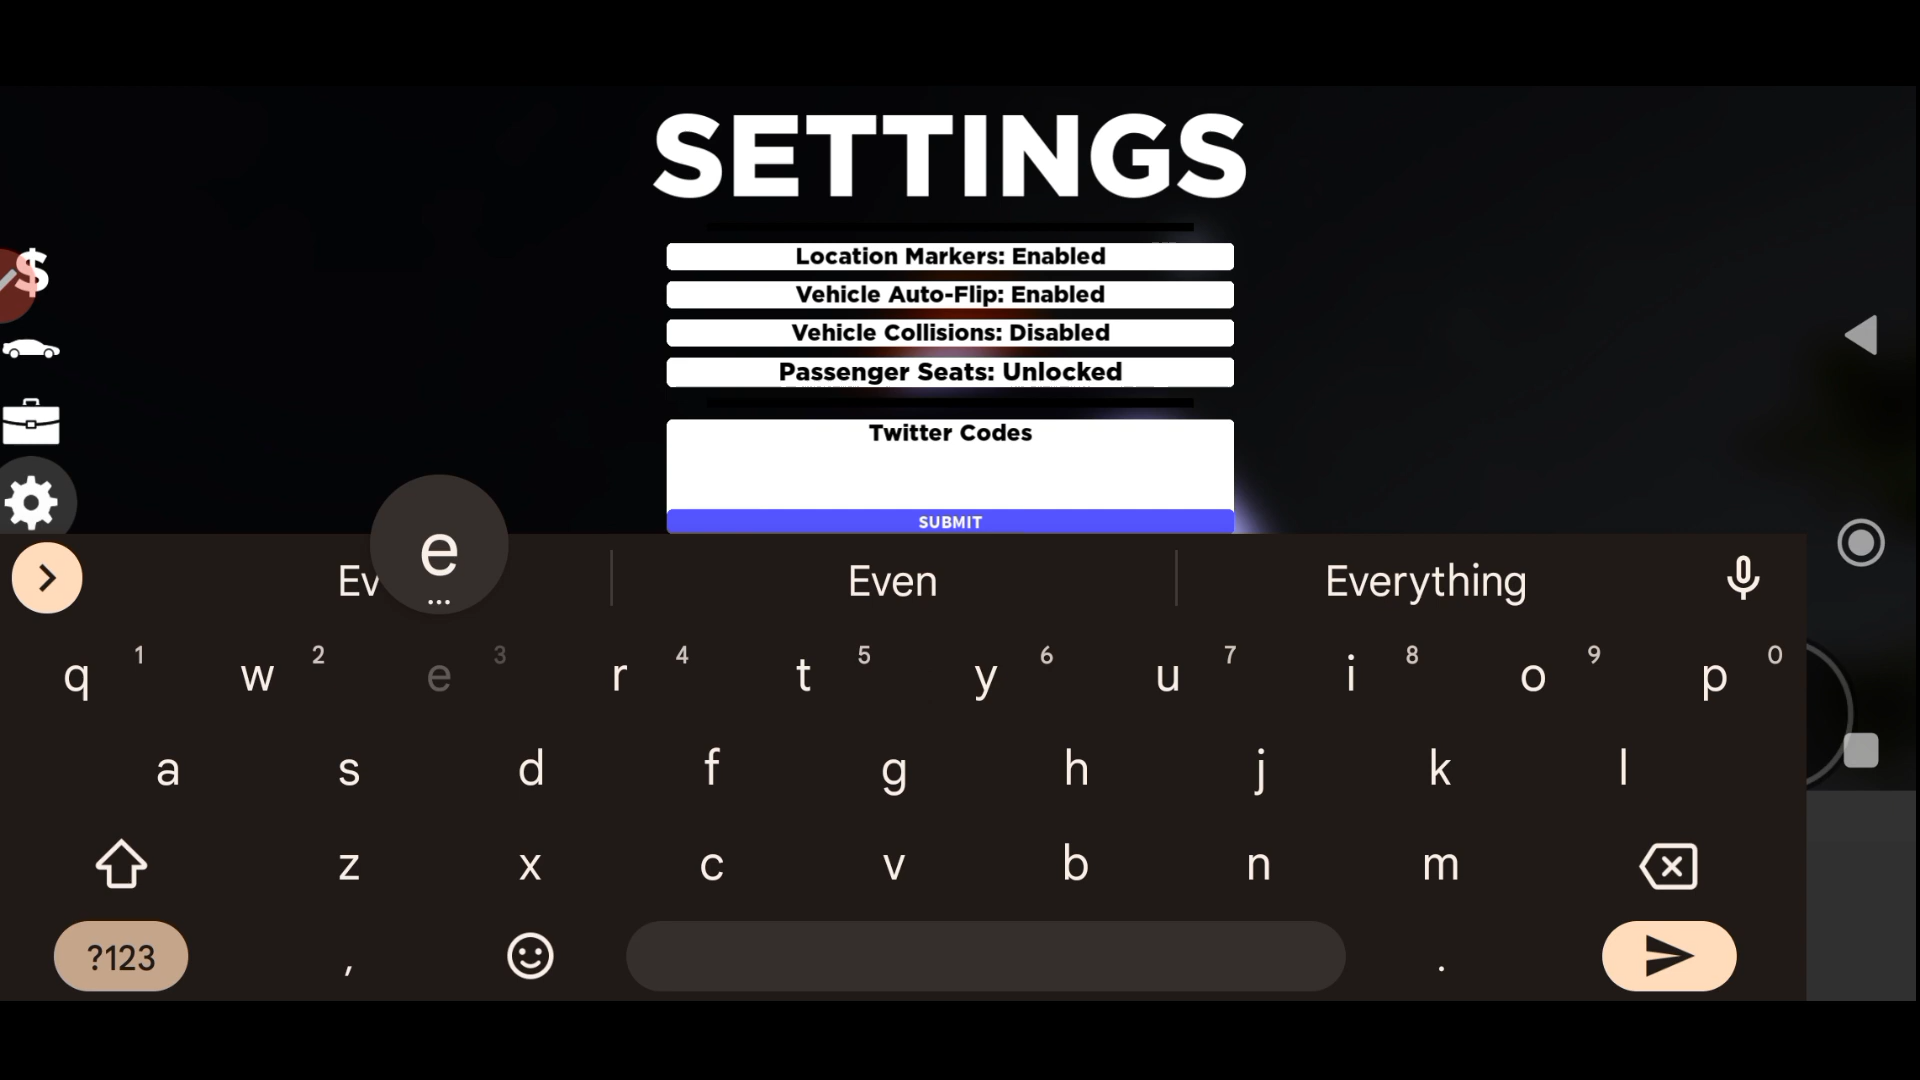 SETTINGS
Location Markers: Enabled
Vehicle Auto-Flip: Enabled
Vehicle Collisions: Disabled
Passenger Seats: Unlocked
Twitter Codes
SUBMIT
$
Ev
e
...
Even
Everything
q 1 w 2 e 3 r 4 t 5 y 6 u 7 i 8 o 9 p 0
a s d f g h j k l
z x c v b n m
?123 , .